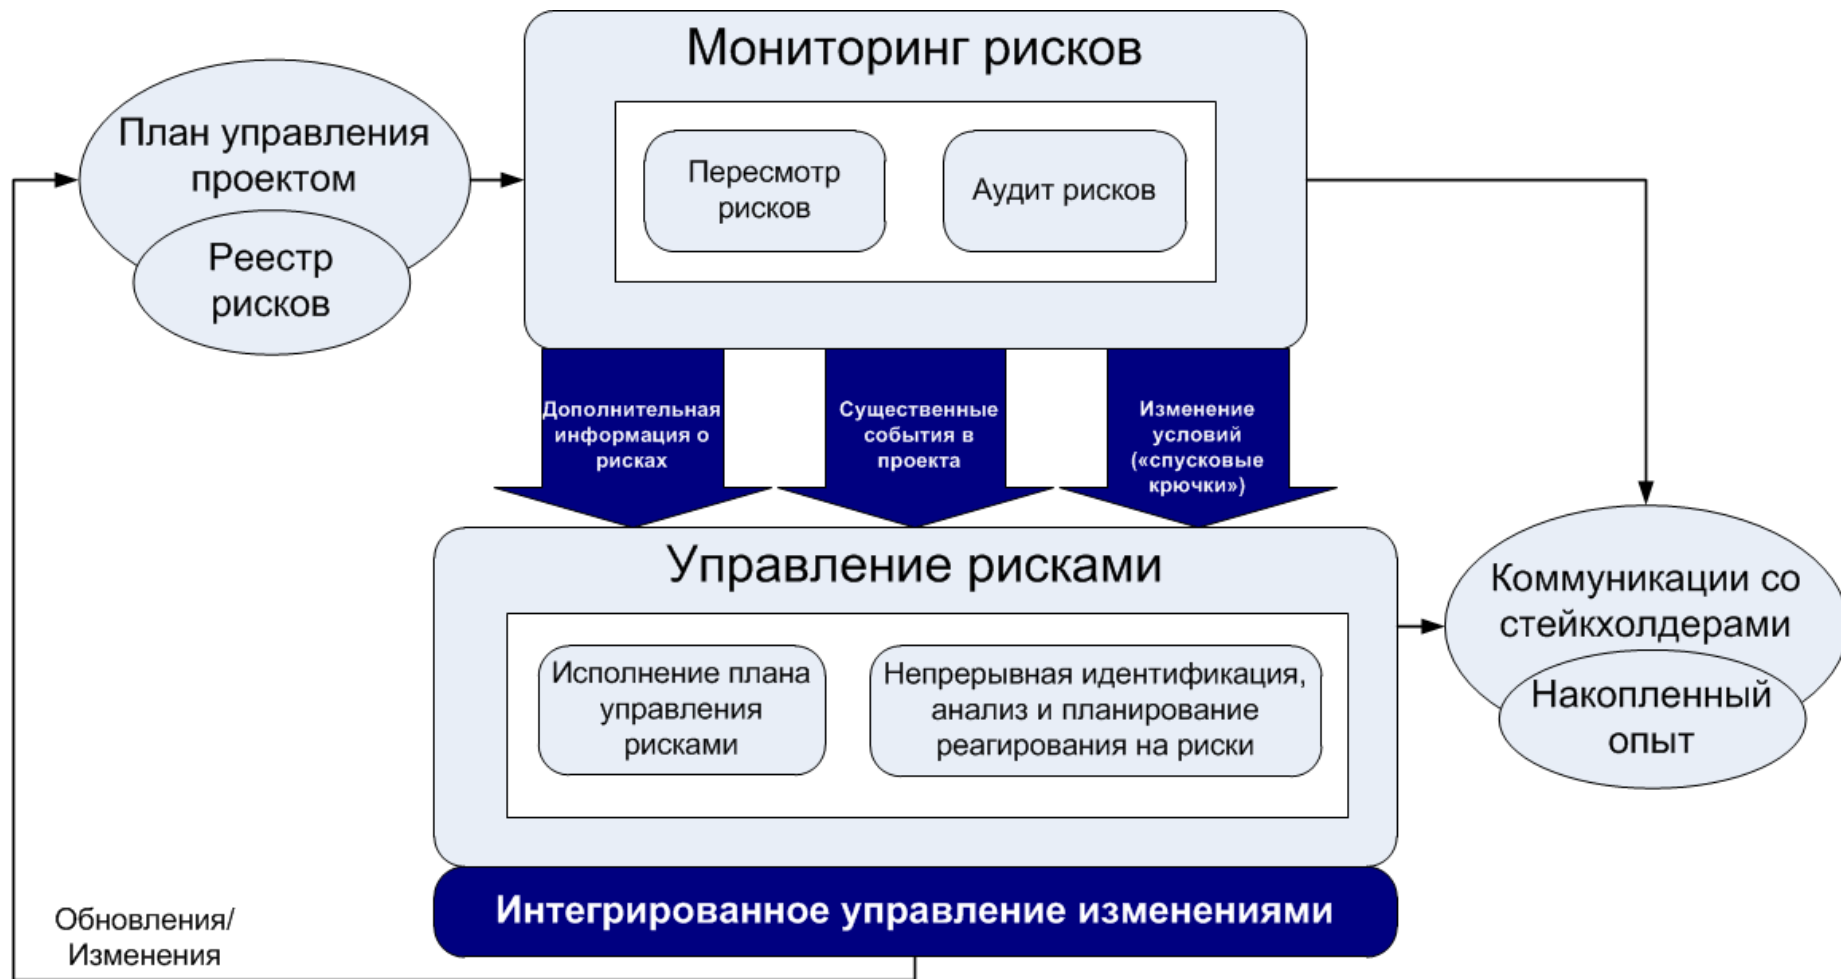 Мониторинг рисков
План управления
проектом
Реестр
рисков
Пересмотр
рисков
Аудит рисков
Дополнительная
информация о
рисках
Существенные
события в
проекта
Изменение
условий
(«спусковые
крючки»)
Управление рисками
Исполнение плана
управления
рисками
Непрерывная идентификация,
анализ и планирование
реагирования на риски
Коммуникации со
стейкхолдерами
Накопленный
опыт
Интегрированное управление изменениями
Обновления/
Изменения